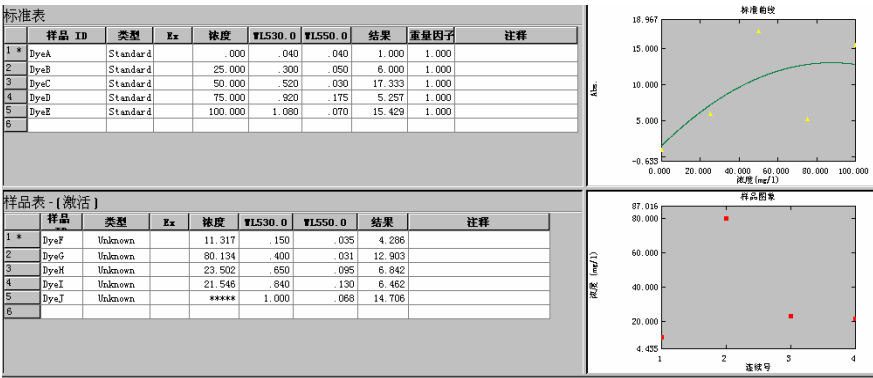 标准表
样品 ID 类型 Ex 浓度 WL530.0 WL550.0 结果 重量因子 注释
1 * DyeA Standard .000 .040 .040 1.000 1.000
2 DyeB Standard 25.000 .300 .050 6.000 1.000
3 DyeC Standard 50.000 .520 .030 17.333 1.000
4 DyeD Standard 75.000 .920 .175 5.257 1.000
5 DyeE Standard 100.000 1.080 .070 15.429 1.000
6
标准曲线
18.967
15.000
10.000
5.000
-0.633
Abs.
0.000 20.000 40.000 60.000 80.000 100.000
浓度(mg/l)
样品表-(激活)
样品 类型 Ex 浓度 WL530.0 WL550.0 结果 注释
1 * DyeF Unknown 11.317 .150 .035 4.286
2 DyeG Unknown 80.134 .400 .031 12.903
3 DyeH Unknown 23.502 .650 .095 6.842
4 DyeI Unknown 21.546 .840 .130 6.462
5 DyeJ Unknown ***** 1.000 .068 14.706
6
样品图象
87.016
80.000
60.000
40.000
20.000
4.435
浓度 (mg/l)
1 2 3 4
连续号